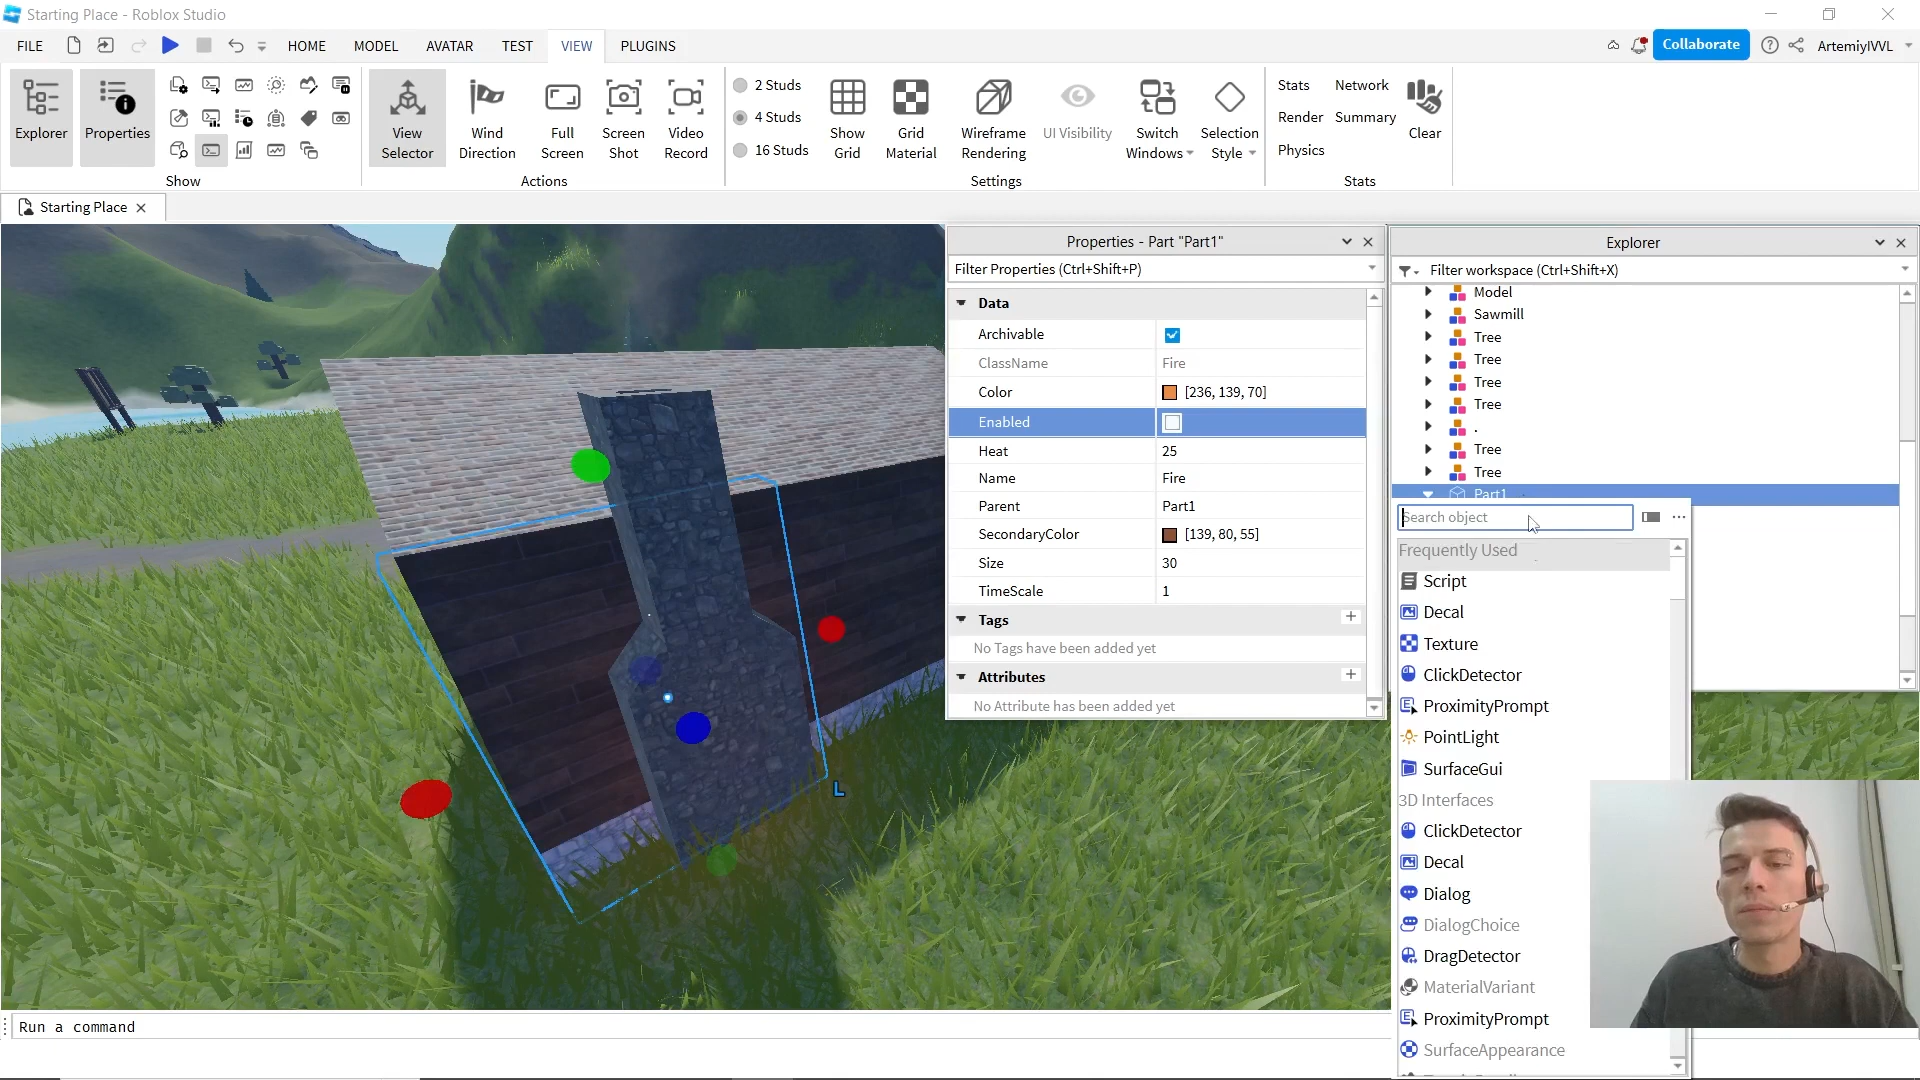 Starting Place - Roblox Studio
FILE
HOME
MODEL
AVATAR
TEST
VIEW
PLUGINS
Collaborate
ArtemiyIVVL
Explorer
Properties
Show
View Selector
Wind Direction
Full Screen
Screen Shot
Video Record
Actions
2 Studs
4 Studs
16 Studs
Show Grid
Grid Material
Wireframe Rendering
UI Visibility
Switch Windows
Selection Style
Settings
Stats
Network
Render
Summary
Physics
Clear
Stats
Starting Place
Properties - Part "Part1"
Filter Properties (Ctrl+Shift+P)
Data
Archivable
ClassName Fire
Color [236, 139, 70]
Enabled
Heat 25
Name Fire
Parent Part1
SecondaryColor [139, 80, 55]
Size 30
TimeScale 1
Tags
No Tags have been added yet
Attributes
No Attribute has been added yet
Explorer
Filter workspace (Ctrl+Shift+X)
Model
Sawmill
Tree
Tree
Tree
Tree
.
Tree
Tree
Part1
Search object
Frequently Used
Script
Decal
Texture
ClickDetector
ProximityPrompt
PointLight
SurfaceGui
3D Interfaces
ClickDetector
Decal
Dialog
DialogChoice
DragDetector
MaterialVariant
ProximityPrompt
SurfaceAppearance
L
Run a command